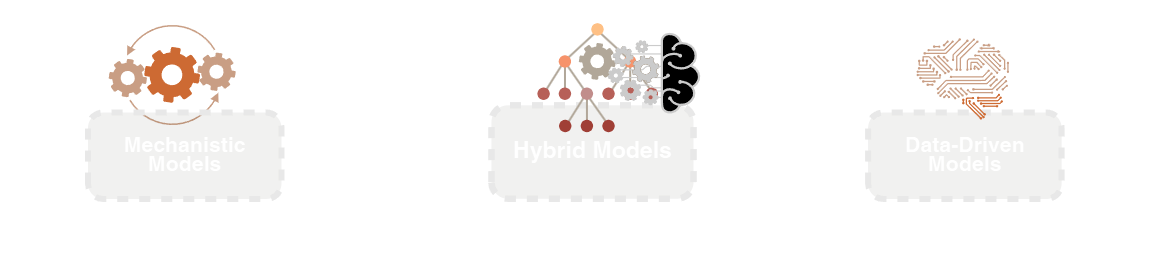 Mechanistic
Models
Hybrid Models
Data-Driven
Models